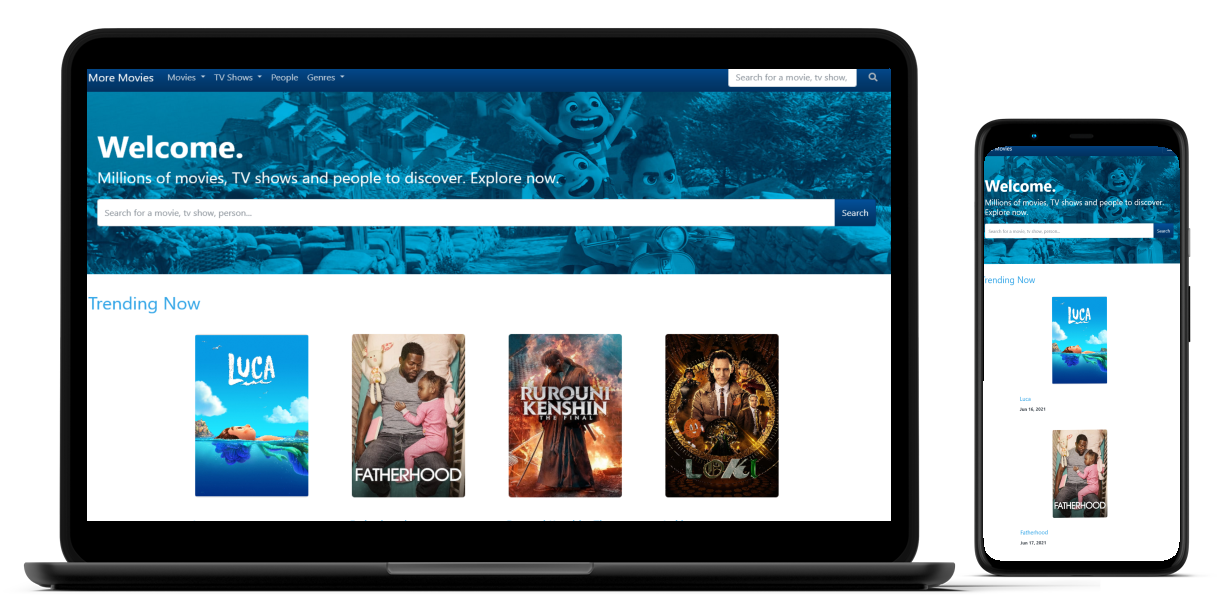 More Movies Movies TV Shows People Genres Search for a movie, tv show,
Welcome.
Millions of movies, TV shows and people to discover. Explore now.
Search for a movie, tv show, person... Search
Trending Now
LUCA
FATHERHOOD
RUROUNI
KENSHIN
THE FINAL
LOKI
Movies
Welcome.
Millions of movies, TV shows and people to discover.
Explore now.
Search for a movie, tv show, person... Search
Trending Now
LUCA
Luca
Jun 16, 2021
FATHERHOOD
Fatherhood
Jun 17, 2021